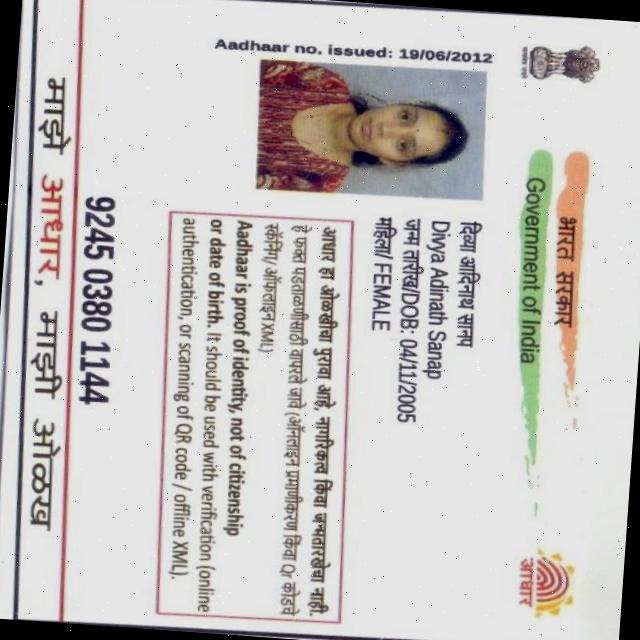 भारत सरकार
Government of India
Aadhaar no. issued: 19/06/2012
दिव्या आदिनाथ सानप
Divya Adinath Sanap
जन्म तारीख/DOB: 04/11/2005
महिला/ FEMALE
आधार हा ओळखीचा पुरावा आहे, नागरिकत्व किंवा जन्मतारखेचा नाही.
हे फक्त पडताळणीसाठी वापरले जावे (ऑनलाइन प्रमाणीकरण किंवा QR कोडचे
स्कॅनिंग/ ऑफलाइन XML)
Aadhaar is proof of identity, not of citizenship
or date of birth. It should be used with verification (online
authentication, or scanning of QR code / offline XML).
9245 0380 1144
माझे आधार, माझी ओळख
आधार